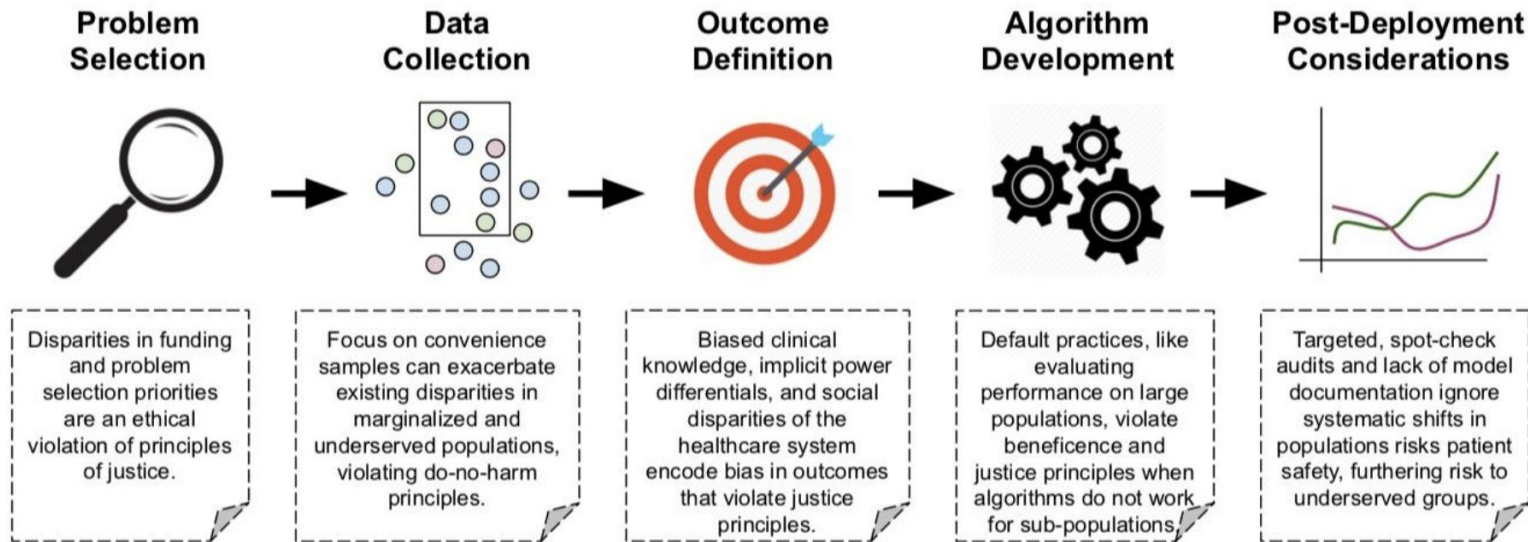 Problem
Selection
Data
Collection
Outcome
Definition
Algorithm
Development
Post-Deployment
Considerations
Disparities in funding
and problem
selection priorities
are an ethical
violation of principles
of justice.
Focus on convenience
samples can exacerbate
existing disparities in
marginalized and
underserved populations,
violating do-no-harm
principles.
Biased clinical
knowledge, implicit power
differentials, and social
disparities of the
healthcare system
encode bias in outcomes
that violate justice
principles.
Default practices, like
evaluating
performance on large
populations, violate
beneficence and
justice principles when
algorithms do not work
for sub-populations.
Targeted, spot-check
audits and lack of model
documentation ignore
systematic shifts in
populations risks patient
safety, furthering risk to
underserved groups.